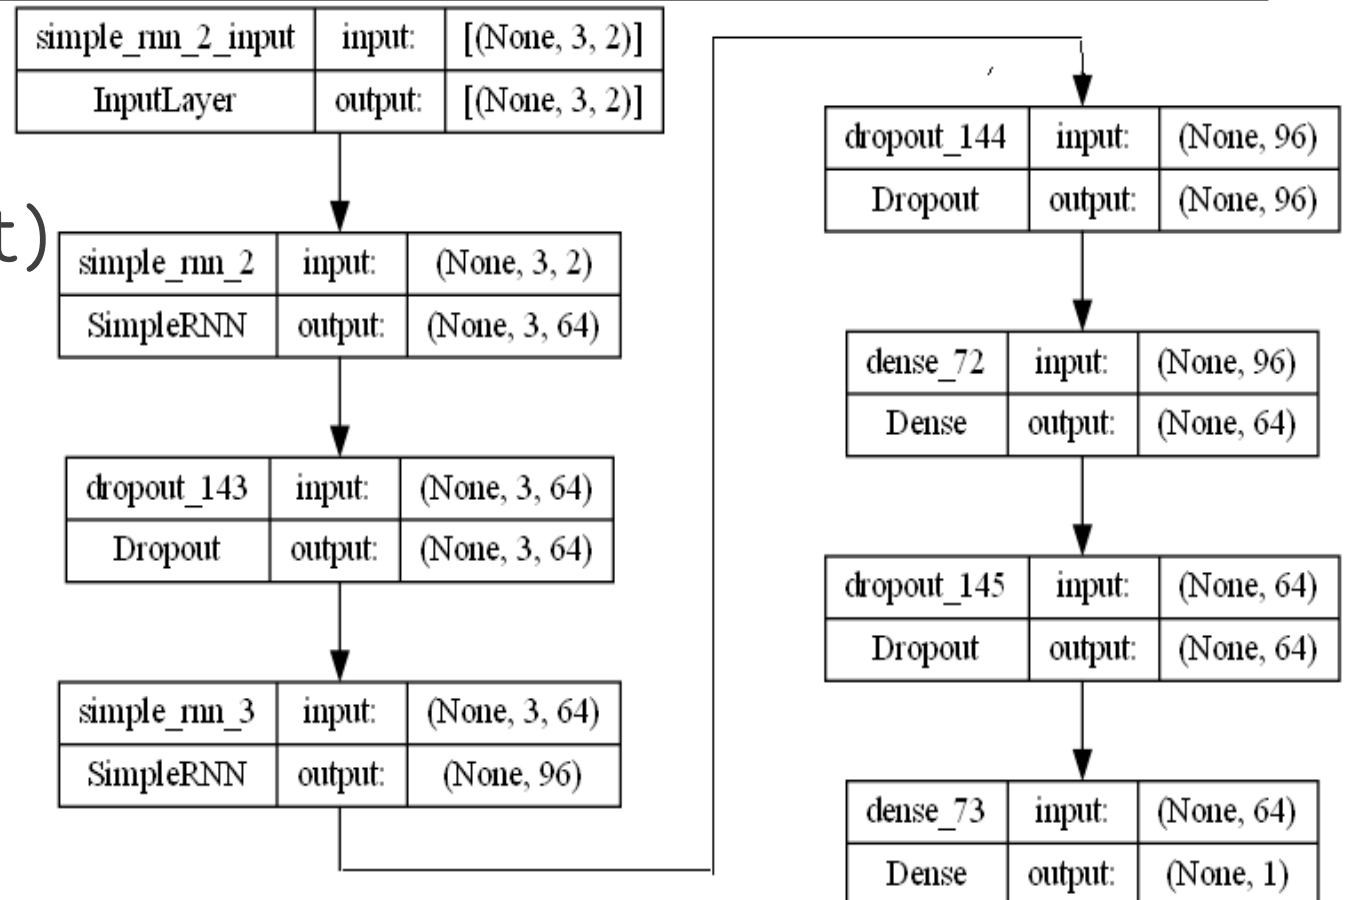 simple_rnn_2_input input: [(None, 3, 2)]
InputLayer output: [(None, 3, 2)]
t)
simple_rnn_2 input: (None, 3, 2)
SimpleRNN output: (None, 3, 64)
dropout_143 input: (None, 3, 64)
Dropout output: (None, 3, 64)
simple_rnn_3 input: (None, 3, 64)
SimpleRNN output: (None, 96)
dropout_144 input: (None, 96)
Dropout output: (None, 96)
dense_72 input: (None, 96)
Dense output: (None, 64)
dropout_145 input: (None, 64)
Dropout output: (None, 64)
dense_73 input: (None, 64)
Dense output: (None, 1)